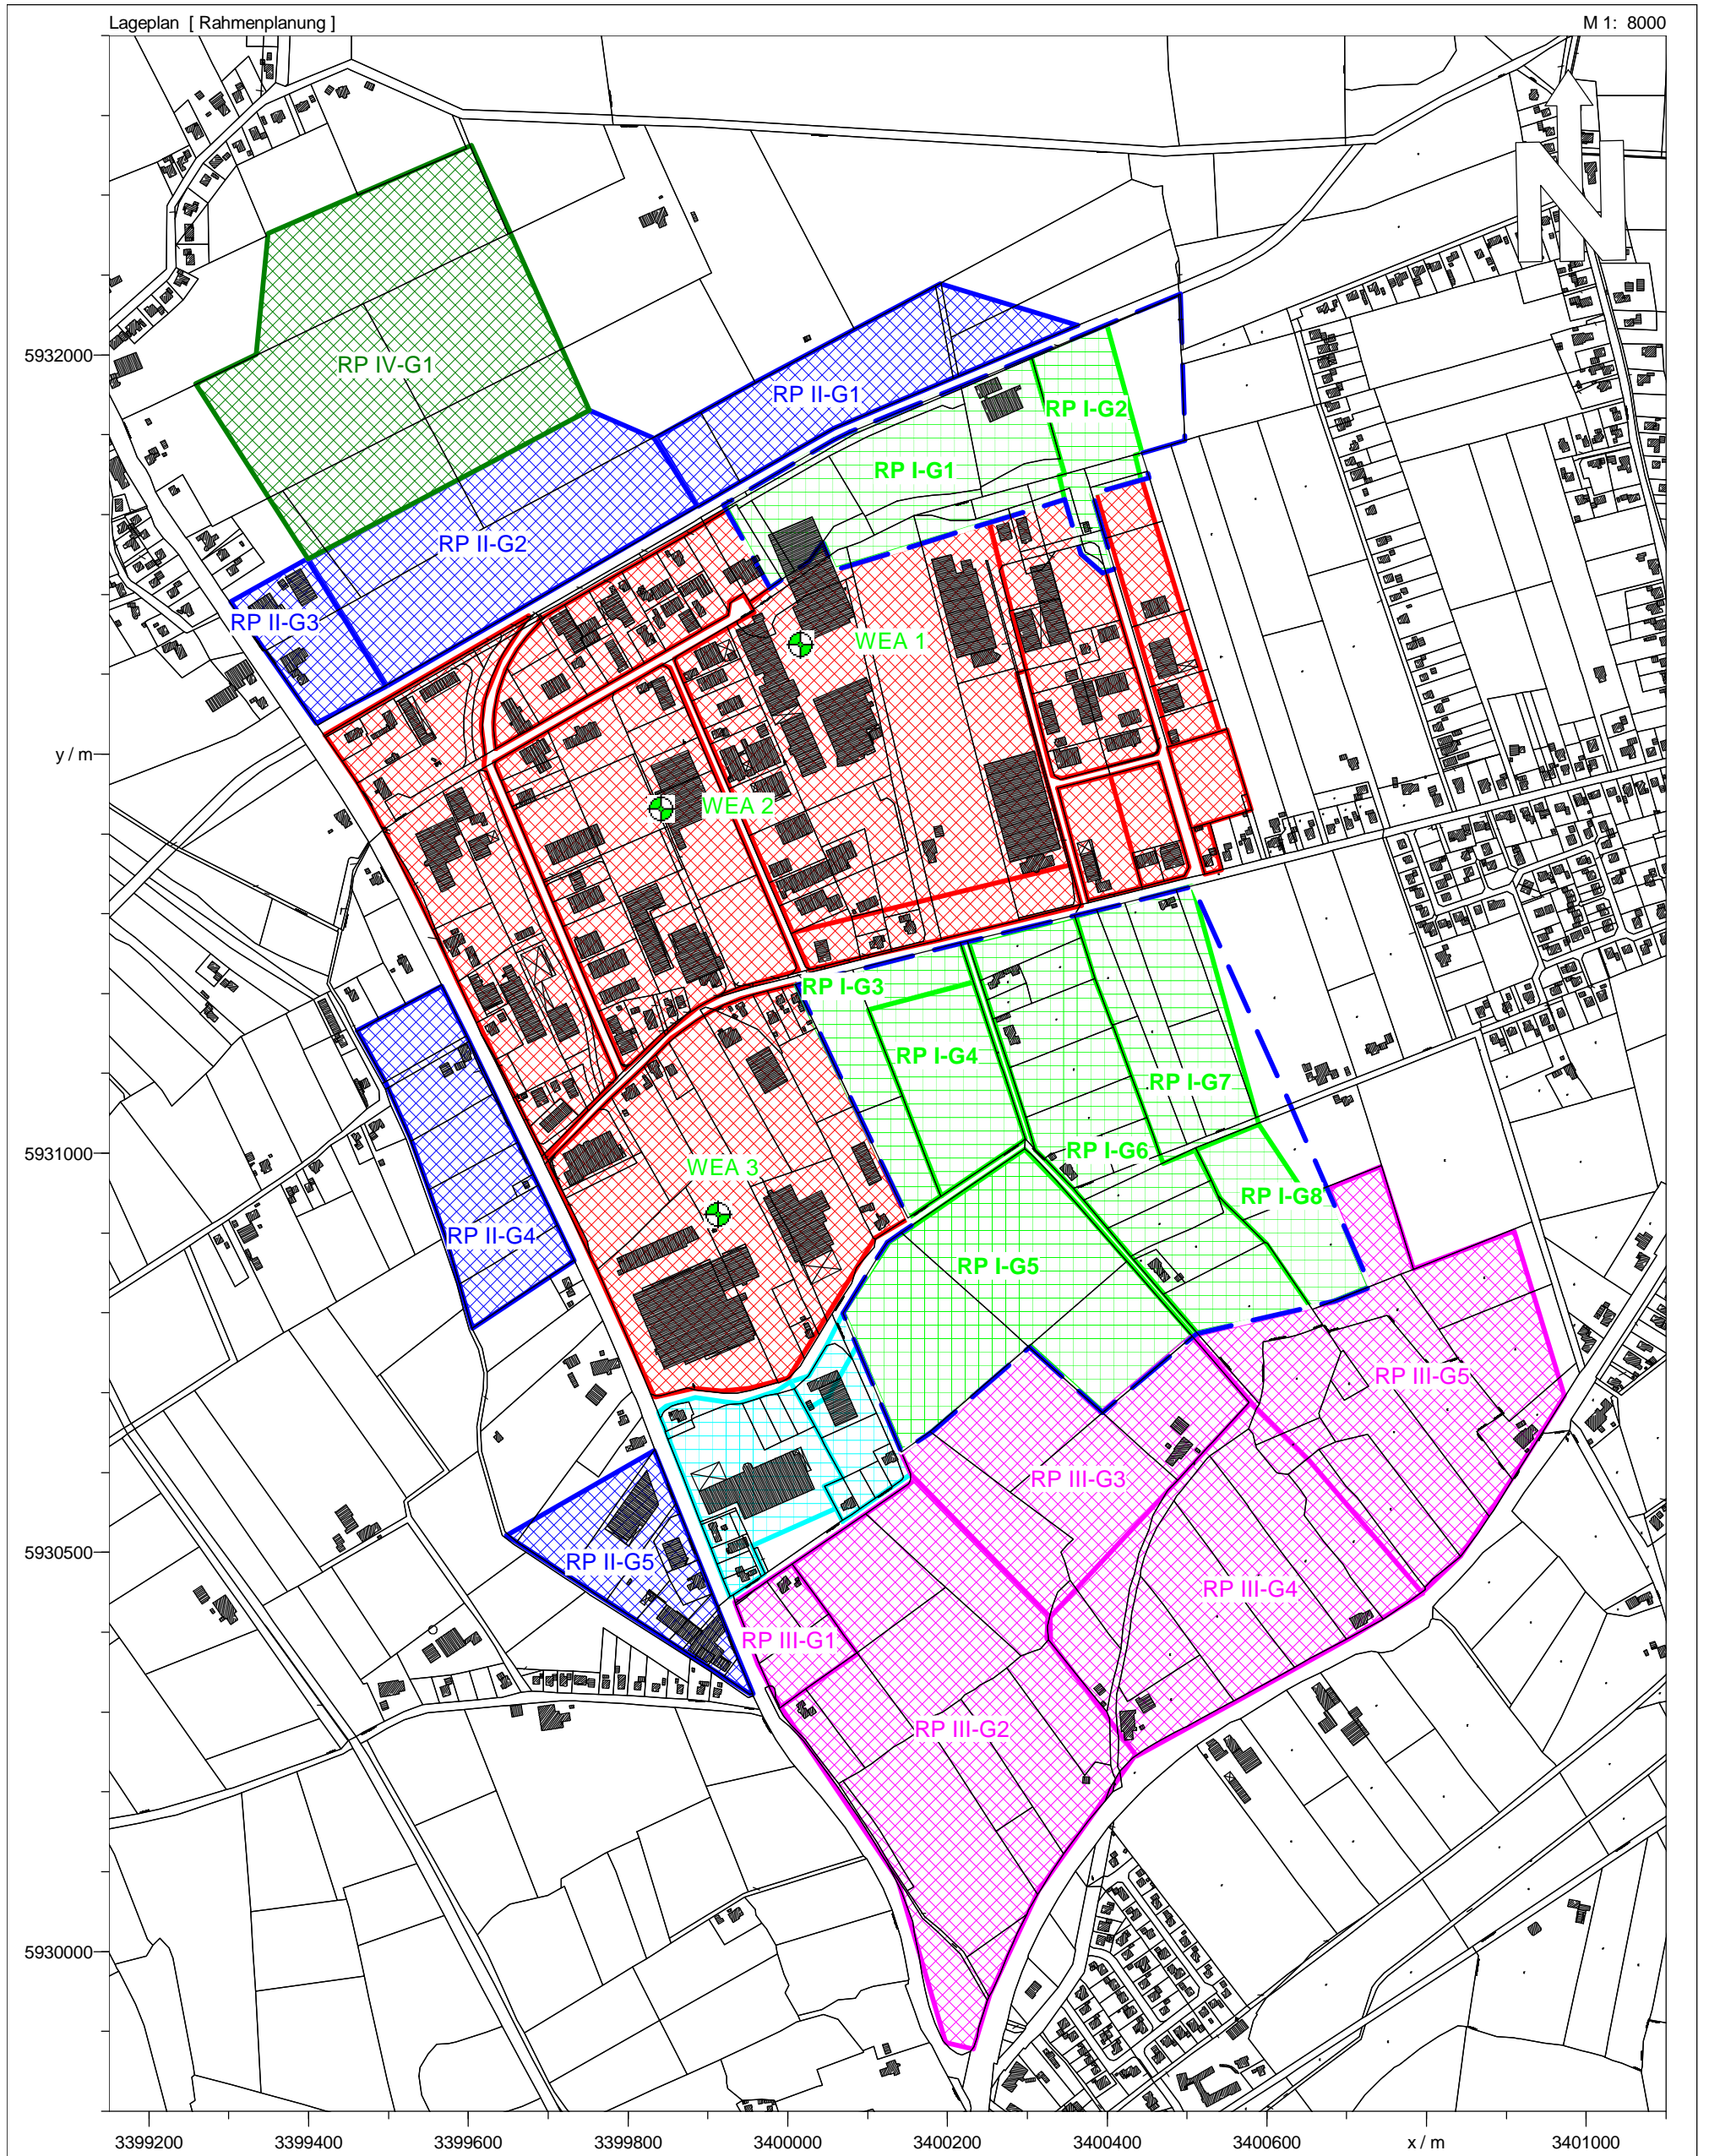 Lageplan [ Rahmenplanung ]
M 1: 8000
N
5932000
RP IV-G1
RP II-G1
RP I-G2
RP I-G1
RP II-G2
RP II-G3
WEA 1
y / m
WEA 2
RP I-G3
RP I-G4
RP I-G7
5931000
RP I-G6
WEA 3
RP I-G8
RP II-G4
RP I-G5
RP III-G5
RP III-G3
5930500
RP II-G5
RP III-G4
RP III-G1
RP III-G2
5930000
3399200
3399400
3399600
3399800
3400000
3400200
3400400
3400600
x / m
3401000